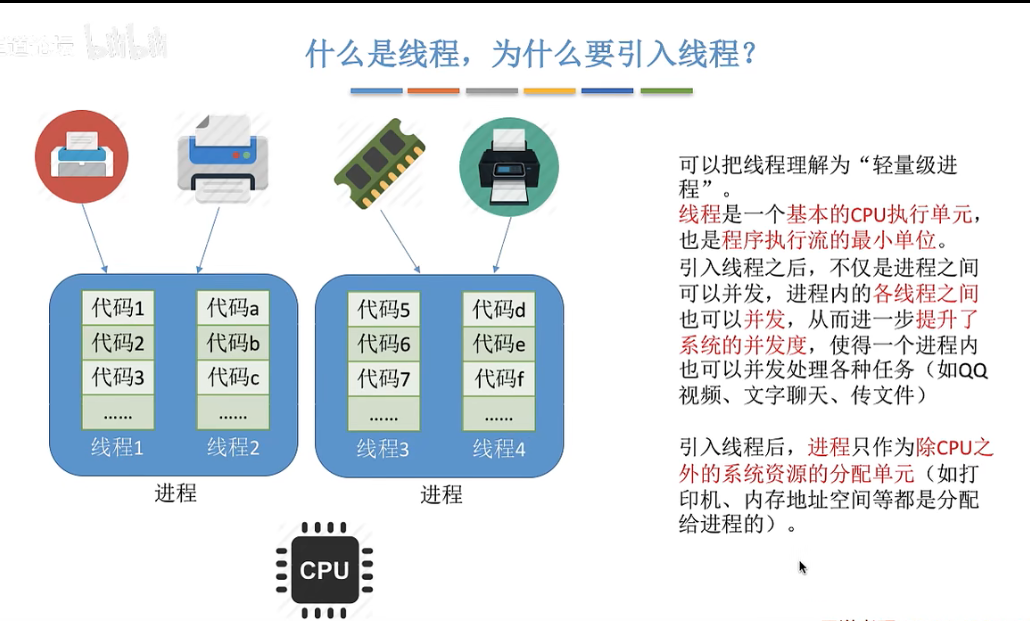 bilibili
什么是线程，为什么要引入线程？
可以把线程理解为“轻量级进
程”。
线程是一个基本的CPU执行单元，
也是程序执行流的最小单位。
引入线程之后，不仅是进程之间
可以并发，进程内的各线程之间
也可以并发，从而进一步提升了
系统的并发度，使得一个进程内
也可以并发处理各种任务（如QQ
视频、文字聊天、传文件）
引入线程后，进程只作为除CPU之
外的系统资源的分配单元（如打
印机、内存地址空间等都是分配
给进程的）。
代码1
代码2
代码3
……
线程1
代码a
代码b
代码c
……
线程2
进程
代码5
代码6
代码7
……
线程3
代码d
代码e
代码f
……
线程4
进程
CPU